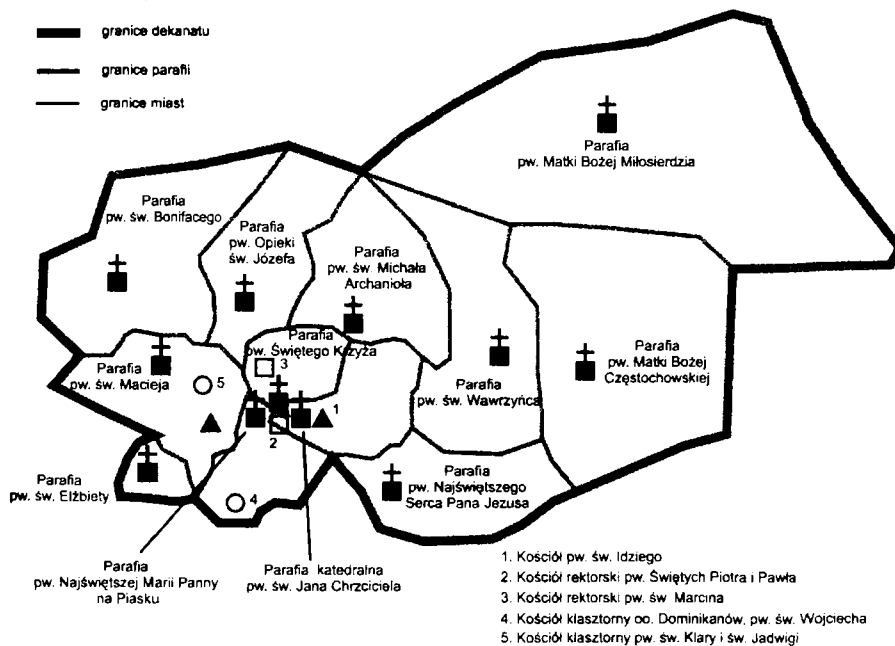 granice dekanatu
granice parafii
granice miast
Parafia
pw. Matki Bożej Miłosierdzia
Parafia
pw. św. Bonifacego
Parafia
pw. Opieki
św. Józefa
Parafia
pw. św. Michała
Archanioła
Parafia
pw. Świętego Krzyża
Parafia
pw. Matki Bożej
Częstochowskiej
Parafia
pw. św. Macieja
Parafia
pw. św. Wawrzyńca
3
5
1
2
4
Parafia
pw. św. Elżbiety
Parafia
pw. Najświętszego
Serca Pana Jezusa
Parafia
pw. Najświętszej Marii Panny
na Piasku
Parafia katedralna
pw. św. Jana Chrzciciela
1. Kościół pw. św. Idziego
2. Kościół rektorski pw. Świętych Piotra i Pawła
3. Kościół rektorski pw. św Marcina
4. Kościół klasztorny oo. Dominikanów, pw. św. Wojciecha
5. Kościół klasztorny pw. św. Klary i św. Jadwigi